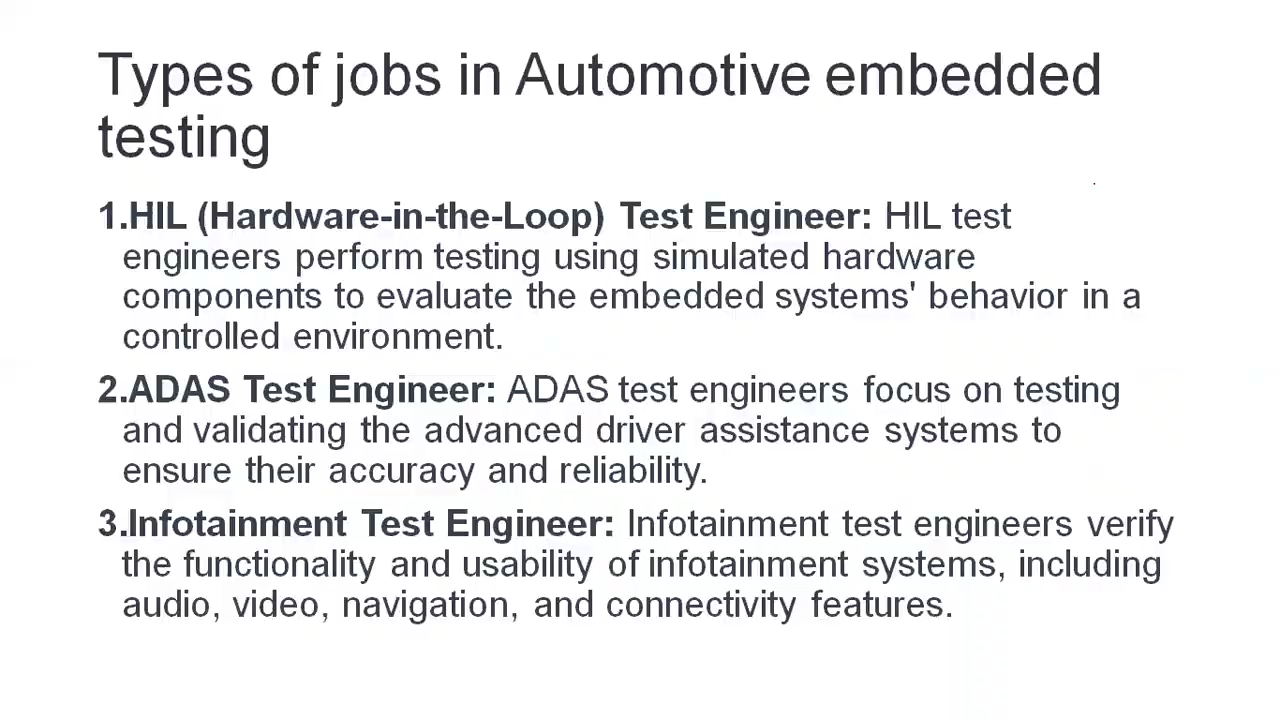 Types of jobs in Automotive embedded
testing
1.HIL (Hardware-in-the-Loop) Test Engineer: HIL test
engineers perform testing using simulated hardware
components to evaluate the embedded systems' behavior in a
controlled environment.
2.ADAS Test Engineer: ADAS test engineers focus on testing
and validating the advanced driver assistance systems to
ensure their accuracy and reliability.
3.Infotainment Test Engineer: Infotainment test engineers verify
the functionality and usability of infotainment systems, including
audio, video, navigation, and connectivity features.